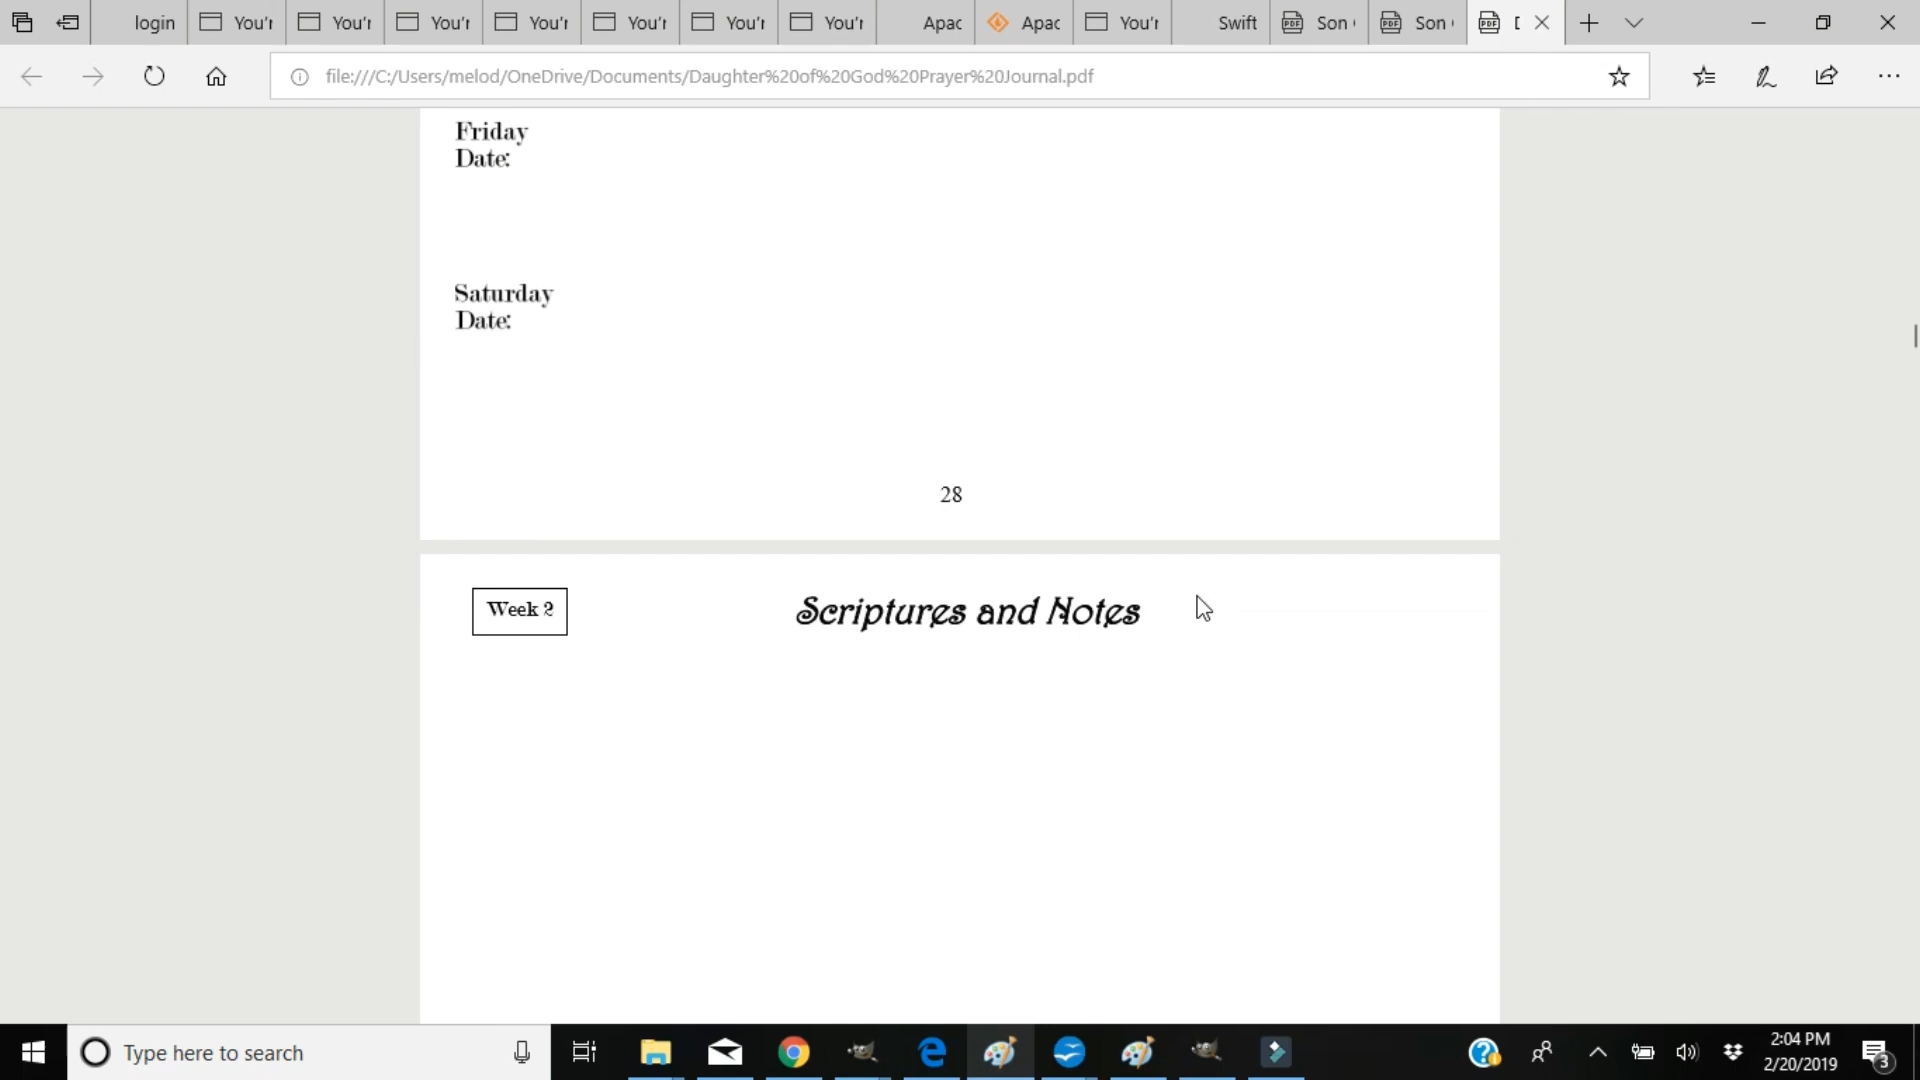 login
You'r
You'r
You'r
You'r
You'r
You'r
You'r
Apac
Apac
You'r
Swift
Son
Son
file:///C:/Users/melod/OneDrive/Documents/Daughter%20of%20God%20Prayer%20Journal.pdf
Friday
Date:
Saturday
Date:
28
Week 2
Scriptures and Notes
Type here to search
2:04 PM
2/20/2019
3